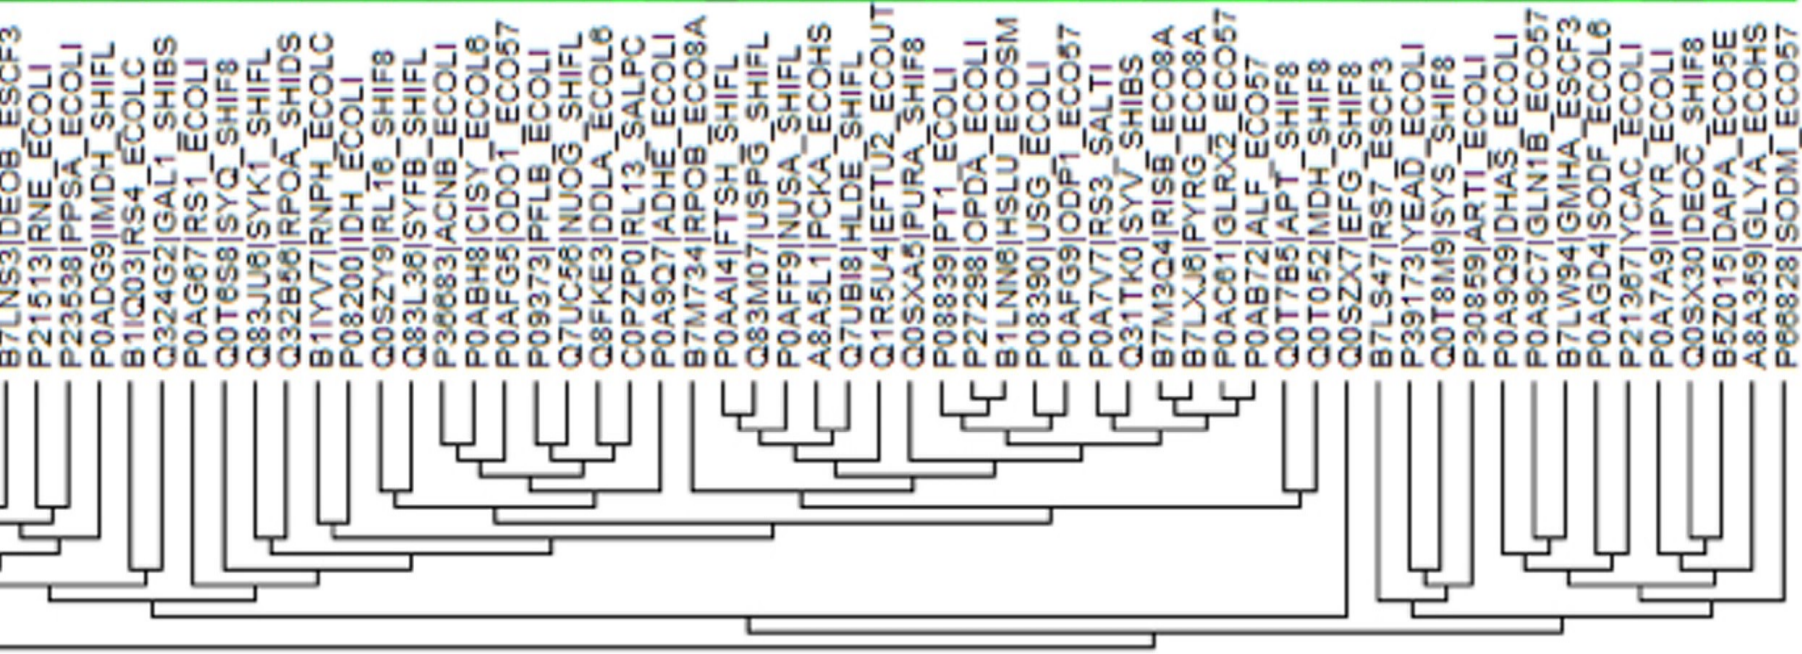 B7LNS3|DEOB_ESCF3
P21513|RNE_ECOLI
P23538|PPSA_ECOLI
P0ADG9|IMDH_SHIFL
B1IQ03|RS4_ECOLC
Q324G2|GAL1_SHIBS
P0AG67|RS1_ECOLI
Q0T6S8|SYQ_SHIF8
Q83JU6|SYK1_SHIFL
Q32B56|RPOA_SHIDS
B1IYV7|RNPH_ECOLC
P08200|IDH_ECOLI
Q0SZY9|RL16_SHIF8
Q83L36|SYFB_SHIFL
P36683|ACNB_ECOLI
P0ABH8|CISY_ECOL6
P0AFG5|ODO1_ECO57
P09373|PFLB_ECOLI
Q7UC56|NUOG_SHIFL
Q8FKE3|DDLA_ECOL6
C0PZP0|RL13_SALPC
P0A9Q7|ADHE_ECOLI
B7M734|RPOB_ECO8A
P0AAI4|FTSH_SHIFL
Q83M07|USPG_SHIFL
P0AFF9|NUSA_SHIFL
A8A5L1|PCKA_ECOHS
Q7UBI8|HLDE_SHIFL
Q1R5U4|EFTU2_ECOUT
Q0SXA5|PURA_SHIF8
P08839|PT1_ECOLI
P27298|OPDA_ECOLI
B1LNN6|HSLU_ECOSM
P08390|USG_ECOLI
P0AFG9|ODP1_ECO57
P0A7V7|RS3_SALTI
Q31TK0|SYV_SHIBS
B7M3Q4|RISB_ECO8A
B7LXJ6|PYRG_ECO8A
P0AC61|GLRX2_ECO57
P0AB72|ALF_ECO57
Q0T7B5|APT_SHIF8
Q0T052|MDH_SHIF8
Q0SZX7|EFG_SHIF8
B7LS47|RS7_ESCF3
P39173|YEAD_ECOLI
Q0T8M9|SYS_SHIF8
P30859|ARTI_ECOLI
P0A9Q9|DHAS_ECOLI
P0A9C7|GLN1B_ECO57
B7LW94|GMHA_ESCF3
P0AGD4|SODF_ECOL6
P21367|YCAC_ECOLI
P0A7A9|IPYR_ECOLI
Q0SX30|DEOC_SHIF8
B5Z015|DAPA_ECO5E
A8A359|GLYA_ECOHS
P66828|SODM_ECO57